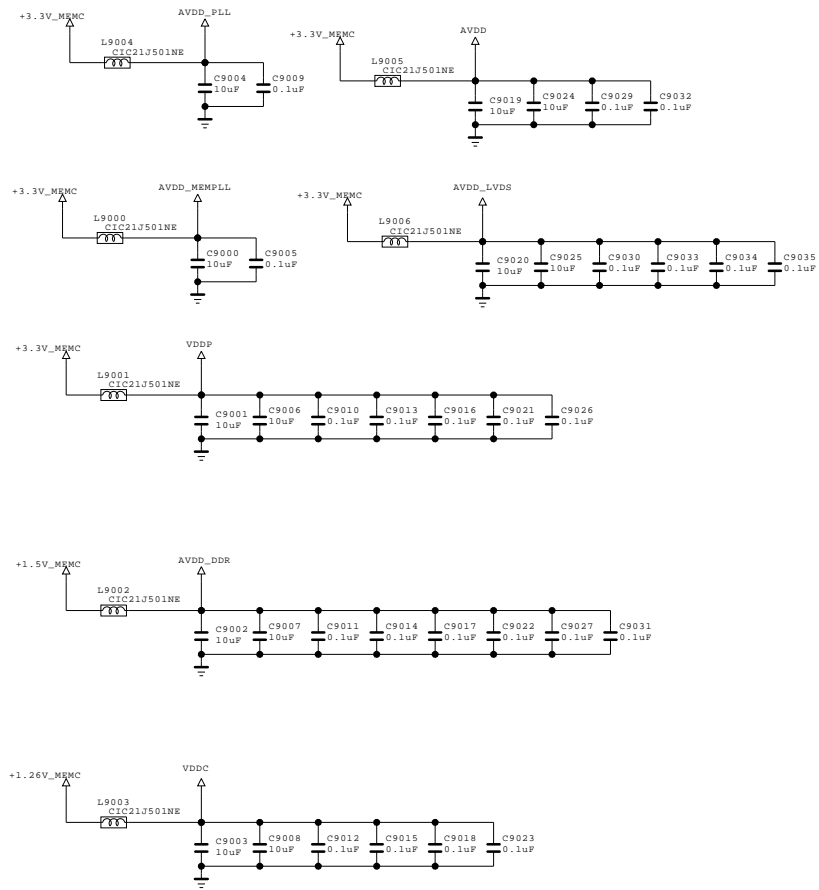 +3.3V_MEMC
AVDD_PLL
L9004
CIC21J501NE
C9004
10uF
C9009
0.1uF
+3.3V_MEMC
AVDD
L9005
CIC21J501NE
C9019
10uF
C9024
10uF
C9029
0.1uF
C9032
0.1uF
+3.3V_MEMC
AVDD_MEMPLL
L9000
CIC21J501NE
C9000
10uF
C9005
0.1uF
+3.3V_MEMC
AVDD_LVDS
L9006
CIC21J501NE
C9020
10uF
C9025
10uF
C9030
0.1uF
C9033
0.1uF
C9034
0.1uF
C9035
0.1uF
+3.3V_MEMC
VDDP
L9001
CIC21J501NE
C9001
10uF
C9006
10uF
C9010
0.1uF
C9013
0.1uF
C9016
0.1uF
C9021
0.1uF
C9026
0.1uF
+1.5V_MEMC
AVDD_DDR
L9002
CIC21J501NE
C9002
10uF
C9007
10uF
C9011
0.1uF
C9014
0.1uF
C9017
0.1uF
C9022
0.1uF
C9027
0.1uF
C9031
0.1uF
+1.26V_MEMC
VDDC
L9003
CIC21J501NE
C9003
10uF
C9008
10uF
C9012
0.1uF
C9015
0.1uF
C9018
0.1uF
C9023
0.1uF